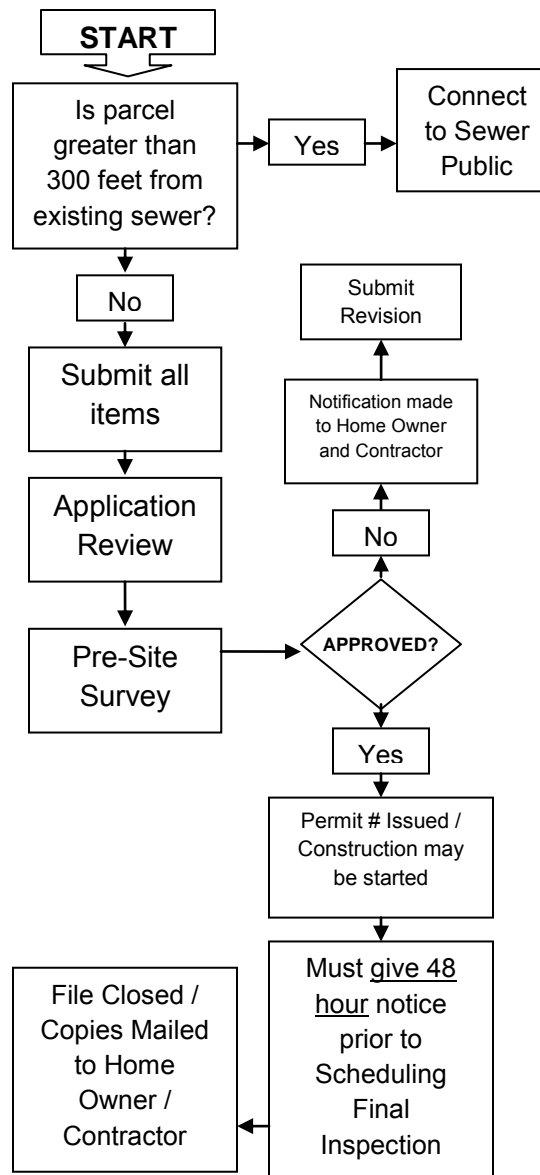 START
Is parcel
greater than
300 feet from
existing sewer?
Yes
Connect
to Sewer
Public
No
Submit all
items
Application
Review
Pre-Site
Survey
APPROVED?
No
Notification made
to Home Owner
and Contractor
Submit
Revision
Yes
Permit # Issued /
Construction may
be started
Must give 48
hour notice
prior to
Scheduling
Final
Inspection
File Closed /
Copies Mailed
to Home
Owner /
Contractor